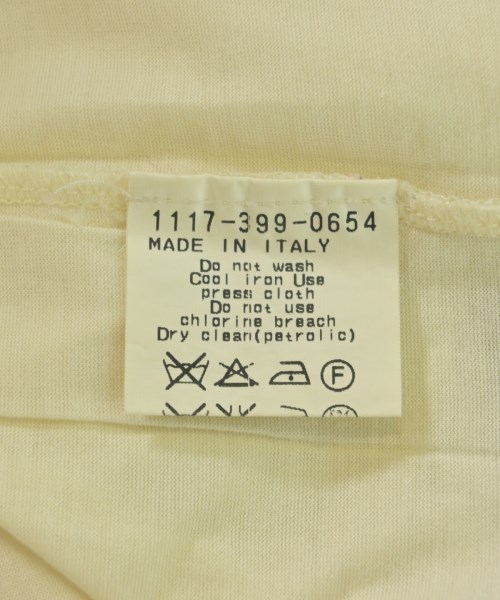 1117-399-0654
MADE IN ITALY
Do not wash
Cool iron Use
press cloth
Do not use
chlorine breach
Dry clean(petrolic)
F